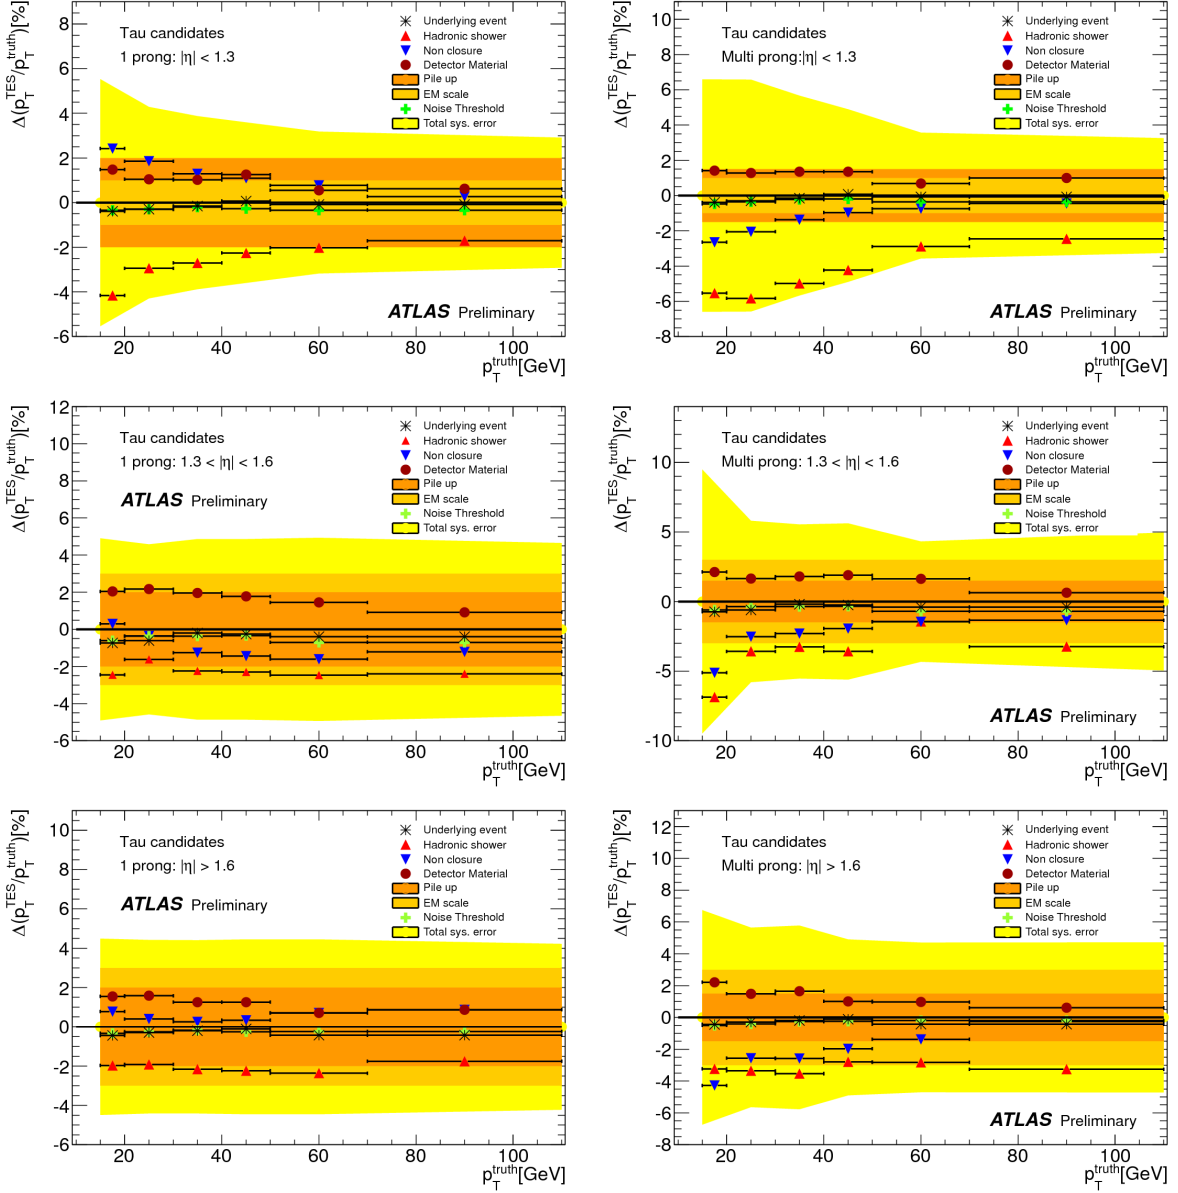 Δ(p_T^TES/p_T^truth)[%]
8
6
4
2
0
-2
-4
-6
Tau candidates
1 prong: |η| < 1.3
Underlying event
Hadronic shower
Non closure
Detector Material
Pile up
EM scale
Noise Threshold
Total sys. error
ATLAS Preliminary
20 40 60 80 100
p_T^truth[GeV]
Δ(p_T^TES/p_T^truth)[%]
10
8
6
4
2
0
-2
-4
-6
-8
Tau candidates
Multi prong:|η| < 1.3
Underlying event
Hadronic shower
Non closure
Detector Material
Pile up
EM scale
Noise Threshold
Total sys. error
ATLAS Preliminary
20 40 60 80 100
p_T^truth[GeV]
Δ(p_T^TES/p_T^truth)[%]
12
10
8
6
4
2
0
-2
-4
-6
Tau candidates
1 prong: 1.3 < |η| < 1.6
ATLAS Preliminary
Underlying event
Hadronic shower
Non closure
Detector Material
Pile up
EM scale
Noise Threshold
Total sys. error
20 40 60 80 100
p_T^truth[GeV]
Δ(p_T^TES/p_T^truth)[%]
10
5
0
-5
-10
Tau candidates
Multi prong: 1.3 < |η| < 1.6
Underlying event
Hadronic shower
Non closure
Detector Material
Pile up
EM scale
Noise Threshold
Total sys. error
ATLAS Preliminary
20 40 60 80 100
p_T^truth[GeV]
Δ(p_T^TES/p_T^truth)[%]
10
8
6
4
2
0
-2
-4
-6
Tau candidates
1 prong: |η| > 1.6
ATLAS Preliminary
Underlying event
Hadronic shower
Non closure
Detector Material
Pile up
EM scale
Noise Threshold
Total sys. error
20 40 60 80 100
p_T^truth[GeV]
Δ(p_T^TES/p_T^truth)[%]
12
10
8
6
4
2
0
-2
-4
-6
-8
Tau candidates
Multi prong: |η| > 1.6
Underlying event
Hadronic shower
Non closure
Detector Material
Pile up
EM scale
Noise Threshold
Total sys. error
ATLAS Preliminary
20 40 60 80 100
p_T^truth[GeV]